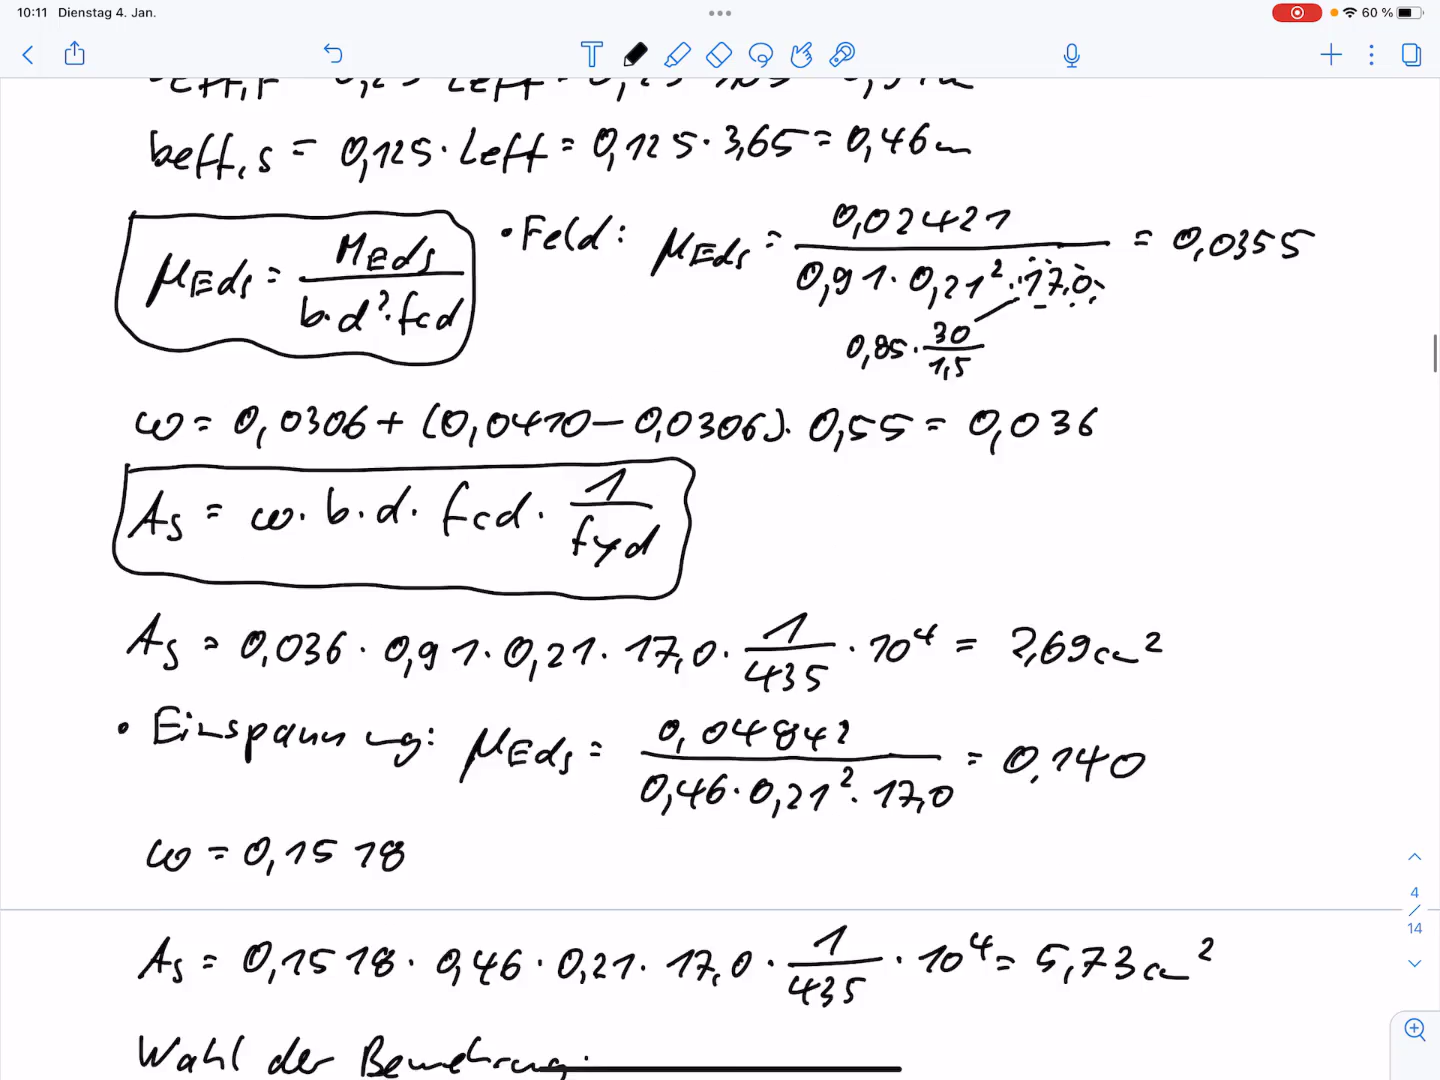 10:11 Dienstag 4. Jan.
60 %
beff,s = 0,125 · Leff = 0,125 · 3,65 = 0,46m
μEds = MEds / b·d²·fcd
• Feld: μEds = 0,02421 / 0,91 · 0,21² · 17,0 = 0,0355
0,85 · 30 / 1,5
ω = 0,0306 + (0,0410 - 0,0306) · 0,55 = 0,036
As = ω · b · d · fcd · 1 / fyd
As = 0,036 · 0,91 · 0,21 · 17,0 · 1 / 435 · 10⁴ = 2,69cm²
• Einspannung: μEds = 0,04842 / 0,46 · 0,21² · 17,0 = 0,140
ω = 0,1518
4
/
14
As = 0,1518 · 0,46 · 0,21 · 17,0 · 1 / 435 · 10⁴ = 5,73cm²
Wahl der Bewehrung: